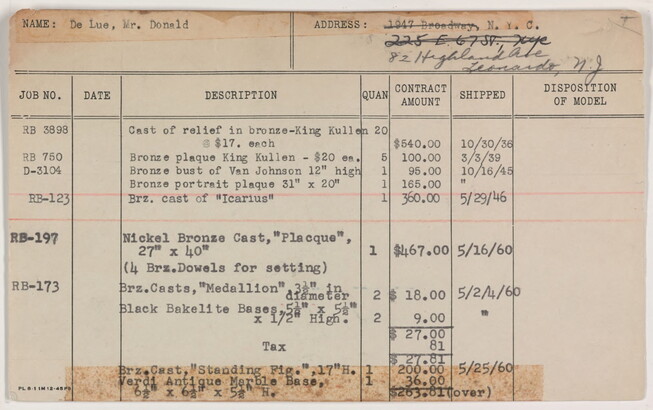 NAME: De Lue, Mr. Donald ADDRESS: 1947 Broadway, N. Y. C.
225 E. 67 St., NYC
82 Highland Ave
Leonardo, N.J
JOB NO. DATE DESCRIPTION QUAN CONTRACT AMOUNT SHIPPED DISPOSITION OF MODEL
RB 3898 Cast of relief in bronze-King Kullen 20
@ $17. each $540.00 10/30/36
RB 750 Bronze plaque King Kullen - $20 ea. 5 100.00 3/3/39
D-3104 Bronze bust of Van Johnson 12" high 1 95.00 10/16/45
Bronze portrait plaque 31" x 20" 1 165.00 "
RB-123 Brz. cast of "Icarius" 1 360.00 5/29/46
RB-197 Nickel Bronze Cast,"Placque",
27" x 40" 1 $467.00 5/16/60
(4 Brz.Dowels for setting)
RB-173 Brz.Casts,"Medallion",3½" in
diameter 2 $ 18.00 5/2/4/60
Black Bakelite Bases,5½" x 5½"
x 1/2" High. 2 9.00 "
$ 27.00
Tax 81
$ 27.81
Brz.Cast,"Standing Fig.",17"H. 1 200.00 5/25/60
Verdi Antique Marble Base, 1 36.00
6½" x 6½" x 5½" H. $263.81(over)